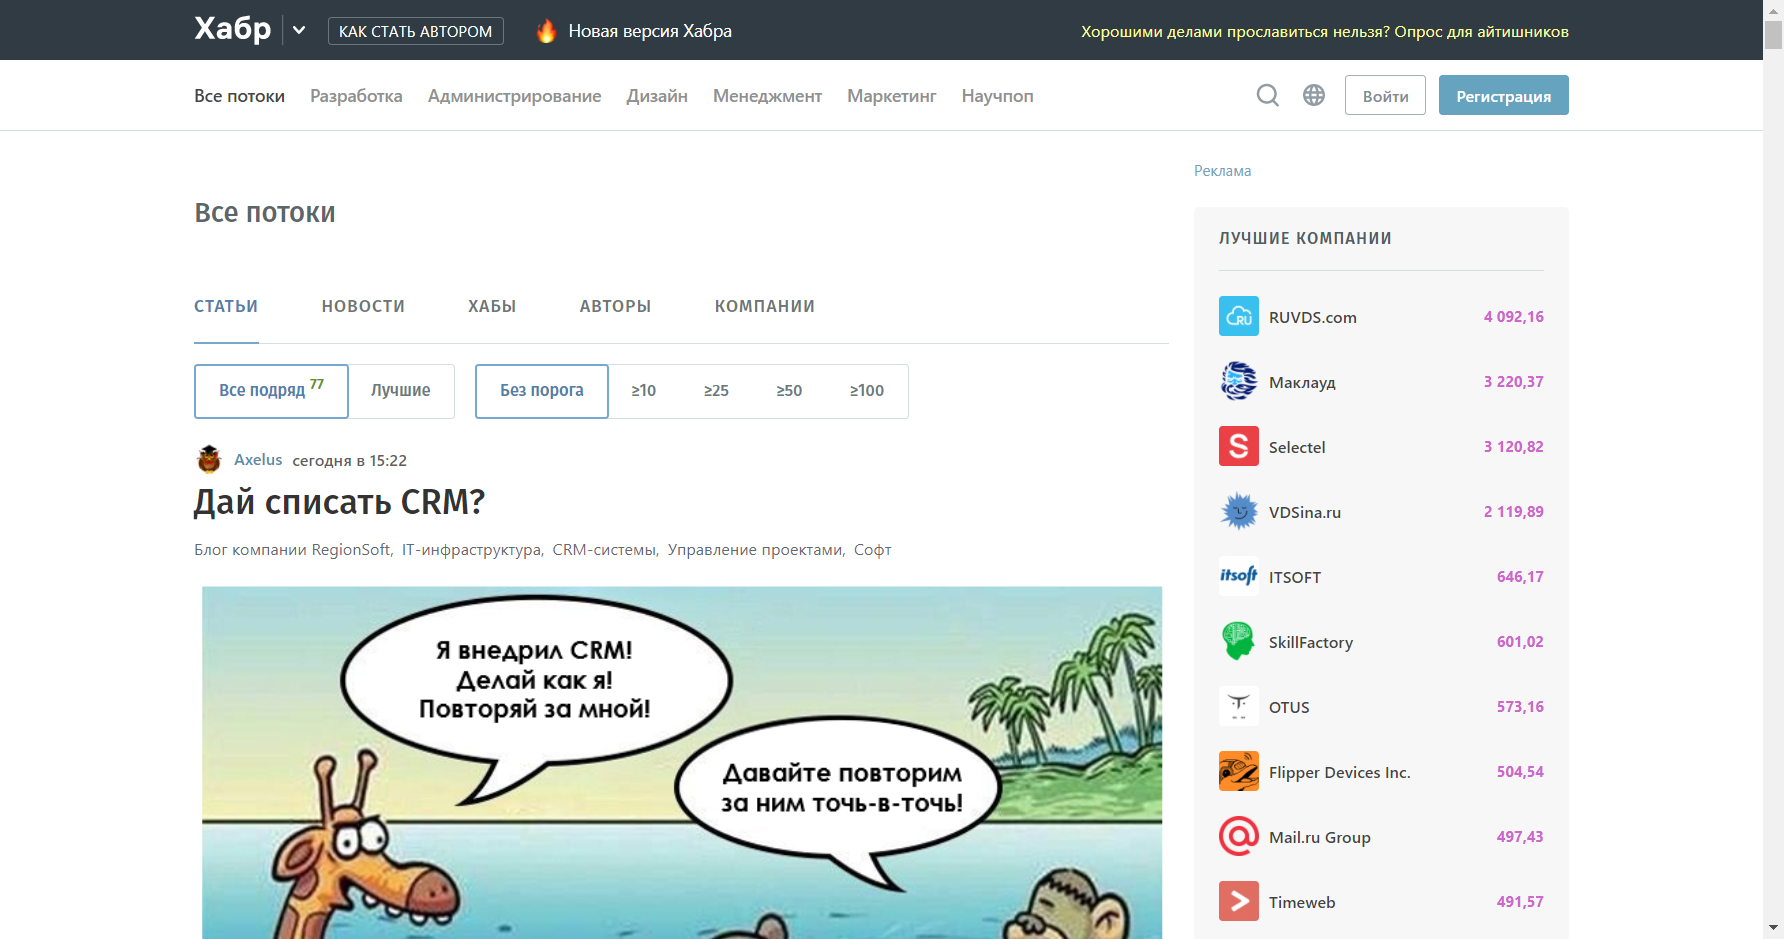 Хабр
КАК СТАТЬ АВТОРОМ
Новая версия Хабра
Хорошими делами прославиться нельзя? Опрос для айтишников
Все потоки Разработка Администрирование Дизайн Менеджмент Маркетинг Научпоп
Войти
Регистрация
Реклама
Все потоки
СТАТЬИ НОВОСТИ ХАБЫ АВТОРЫ КОМПАНИИ
Все подряд 77 Лучшие
Без порога ≥10 ≥25 ≥50 ≥100
Axelus сегодня в 15:22
Дай списать CRM?
Блог компании RegionSoft, IT-инфраструктура, CRM-системы, Управление проектами, Софт
Я внедрил CRM!
Делай как я!
Повторяй за мной!
Давайте повторим
за ним точь-в-точь!
ЛУЧШИЕ КОМПАНИИ
RU RUVDS.com 4 092,16
Маклауд 3 220,37
S Selectel 3 120,82
VDSina.ru 2 119,89
itsoft ITSOFT 646,17
SkillFactory 601,02
OTUS 573,16
Flipper Devices Inc. 504,54
@ Mail.ru Group 497,43
Timeweb 491,57